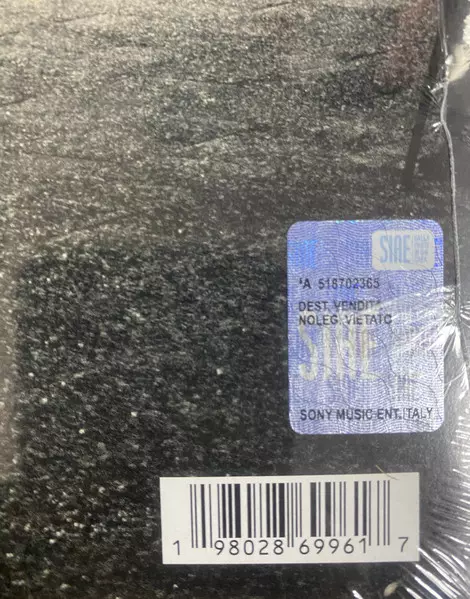 SIAE
'A 518702365
DEST. VENDITA
NOLEG. VIETATO
SIAE
SONY MUSIC ENT. ITALY
1 98028 69961 7